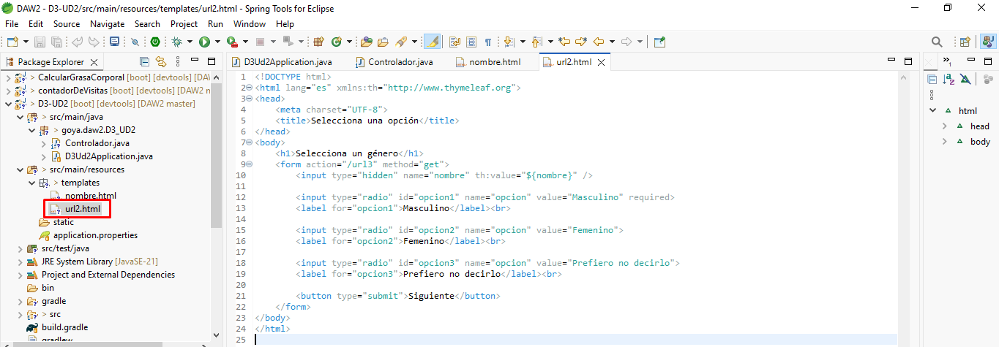 DAW2 - D3-UD2/src/main/resources/templates/url2.html - Spring Tools for Eclipse
File Edit Source Navigate Search Project Run Window Help
Package Explorer
> CalcularGrasaCorporal [boot] [devtools] [DAW
> contadorDeVisitas [boot] [devtools] [DAW2 m
> D3-UD2 [boot] [devtools] [DAW2 master]
> src/main/java
> goya.daw2.D3_UD2
Controlador.java
D3Ud2Application.java
> src/main/resources
> templates
nombre.html
url2.html
static
application.properties
src/test/java
JRE System Library [JavaSE-21]
Project and External Dependencies
bin
gradle
> src
build.gradle
gradlew
D3Ud2Application.java Controlador.java nombre.html url2.html
1 <!DOCTYPE html>
2 <html lang="es" xmlns:th="http://www.thymeleaf.org">
3 <head>
4 <meta charset="UTF-8">
5 <title>Selecciona una opción</title>
6 </head>
7 <body>
8 <h1>Selecciona un género</h1>
9 <form action="/url3" method="get">
10 <input type="hidden" name="nombre" th:value="${nombre}" />
11
12 <input type="radio" id="opcion1" name="opcion" value="Masculino" required>
13 <label for="opcion1">Masculino</label><br>
14
15 <input type="radio" id="opcion2" name="opcion" value="Femenino">
16 <label for="opcion2">Femenino</label><br>
17
18 <input type="radio" id="opcion3" name="opcion" value="Prefiero no decirlo">
19 <label for="opcion3">Prefiero no decirlo</label><br>
20
21 <button type="submit">Siguiente</button>
22 </form>
23 </body>
24 </html>
25
»1
html
head
body